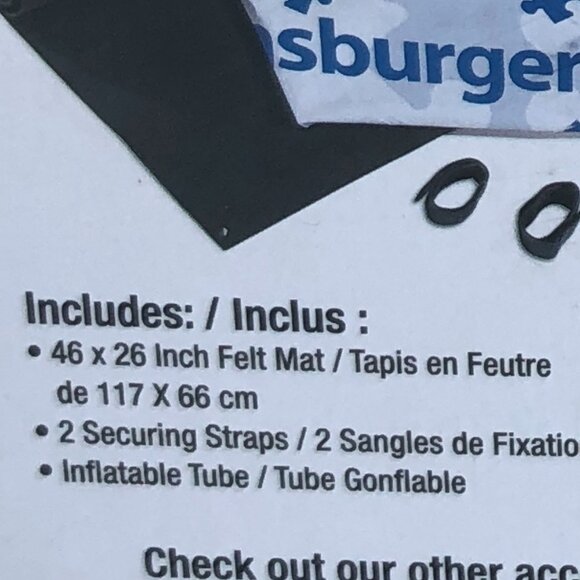 sburger
Includes: / Inclus :
• 46 x 26 Inch Felt Mat / Tapis en Feutre
de 117 X 66 cm
• 2 Securing Straps / 2 Sangles de Fixatio
• Inflatable Tube / Tube Gonflable
Check out our other acc